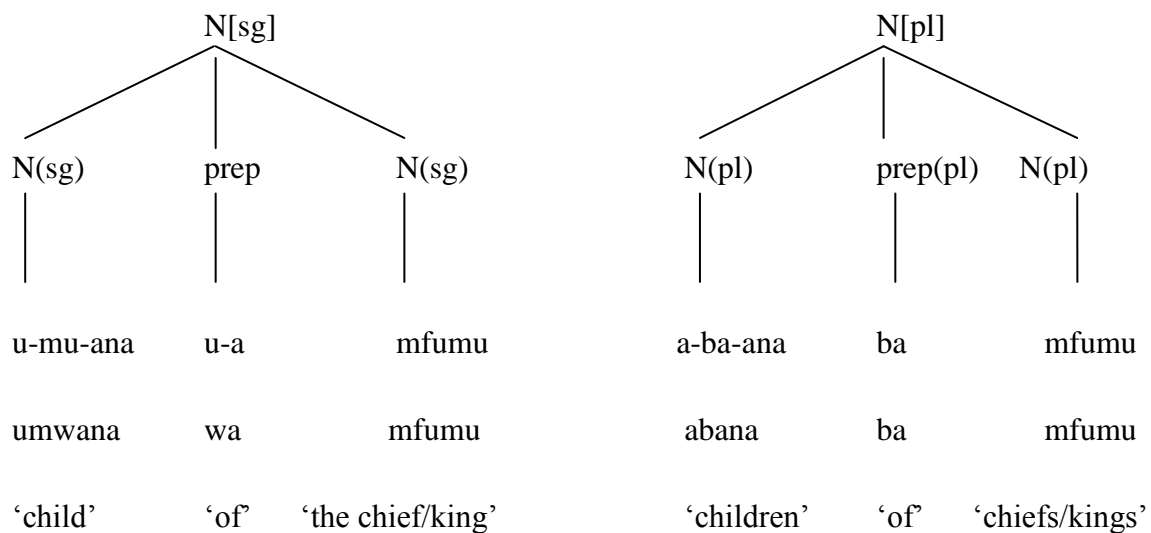 N[sg] N[pl]
N(sg) prep N(sg) N(pl) prep(pl) N(pl)
u-mu-ana u-a mfumu a-ba-ana ba mfumu
umwana wa mfumu abana ba mfumu
‘child’ ‘of’ ‘the chief/king’ ‘children’ ‘of’ ‘chiefs/kings’